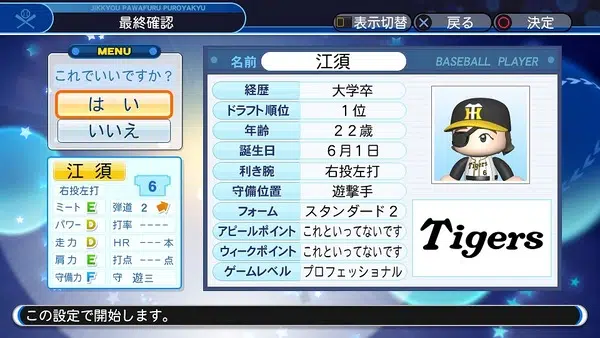 JIKKYOU PAWAFURU PUROYAKYU
最終確認
表示切替 戻る 決定
MENU
これでいいですか？
はい
いいえ
江須
右投左打
6
ミート E 弾道 2
パワー D 打率 ----
走力 D HR ---本
肩力 E 打点 ---点
守備力 F 守 遊三
名前 江須 BASEBALL PLAYER
経歴 大学卒
ドラフト順位 1位
年齢 22歳
誕生日 6月1日
利き腕 右投左打
守備位置 遊撃手
フォーム スタンダード2
アピールポイント これといってないです
ウィークポイント これといってないです
ゲームレベル プロフェッショナル
Tigers
6
Tigers
この設定で開始します。